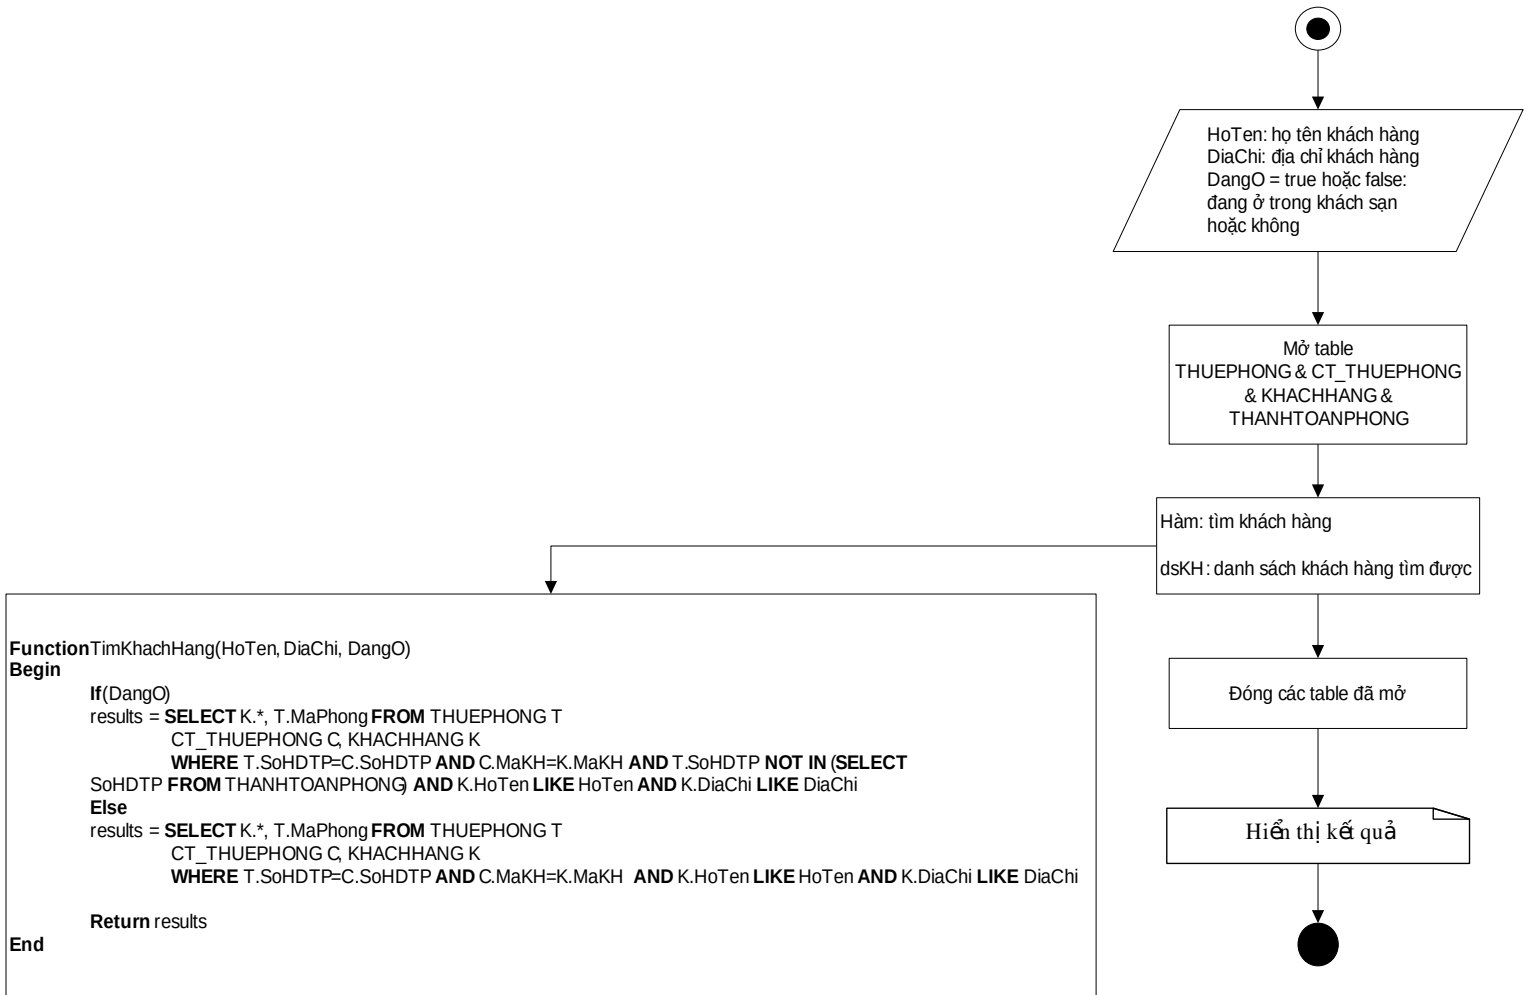 HoTen: họ tên khách hàng
DiaChi: địa chỉ khách hàng
DangO = true hoặc false:
đang ở trong khách sạn
hoặc không
Mở table
THUEPHONG & CT_THUEPHONG
& KHACHHANG &
THANHTOANPHONG
Hàm: tìm khách hàng
dsKH: danh sách khách hàng tìm được
Function TimKhachHang(HoTen, DiaChi, DangO)
Begin
If(DangO)
results = SELECT K.*, T.MaPhong FROM THUEPHONG T
CT_THUEPHONG C, KHACHHANG K
WHERE T.SoHDTP=C.SoHDTP AND C.MaKH=K.MaKH AND T.SoHDTP NOT IN (SELECT
SoHDTP FROM THANHTOANPHONG) AND K.HoTen LIKE HoTen AND K.DiaChi LIKE DiaChi
Else
results = SELECT K.*, T.MaPhong FROM THUEPHONG T
CT_THUEPHONG C, KHACHHANG K
WHERE T.SoHDTP=C.SoHDTP AND C.MaKH=K.MaKH AND K.HoTen LIKE HoTen AND K.DiaChi LIKE DiaChi
Return results
End
Đóng các table đã mở
Hiển thị kết quả